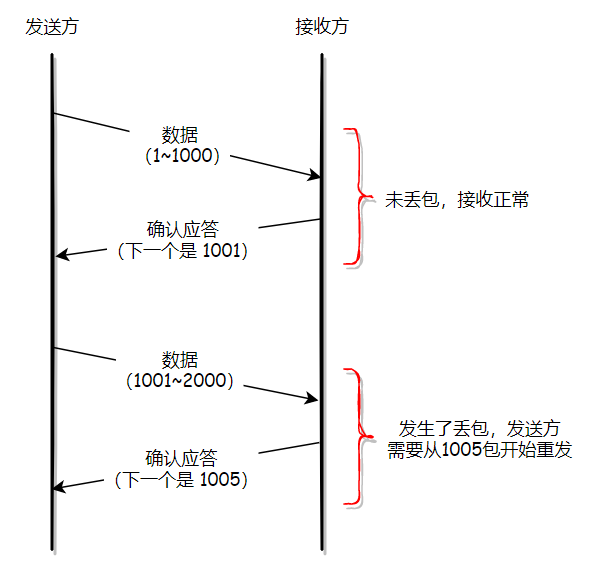 发送方
接收方
数据
（1~1000）
未丢包，接收正常
确认应答
（下一个是 1001）
数据
（1001~2000）
发生了丢包，发送方
需要从1005包开始重发
确认应答
（下一个是 1005）